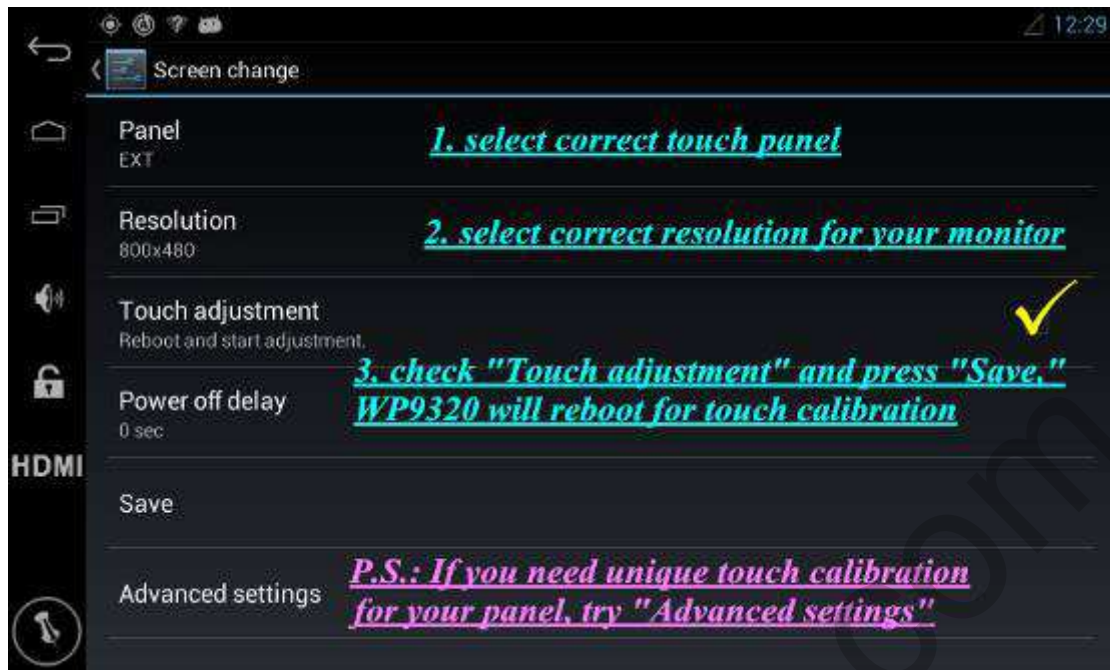 12:29
Screen change
Panel
EXT
1. select correct touch panel
Resolution
800x480
2. select correct resolution for your monitor
Touch adjustment
Reboot and start adjustment.
3. check "Touch adjustment" and press "Save,"
WP9320 will reboot for touch calibration
Power off delay
0 sec
HDMI
Save
Advanced settings
P.S.: If you need unique touch calibration
for your panel, try "Advanced settings"
com